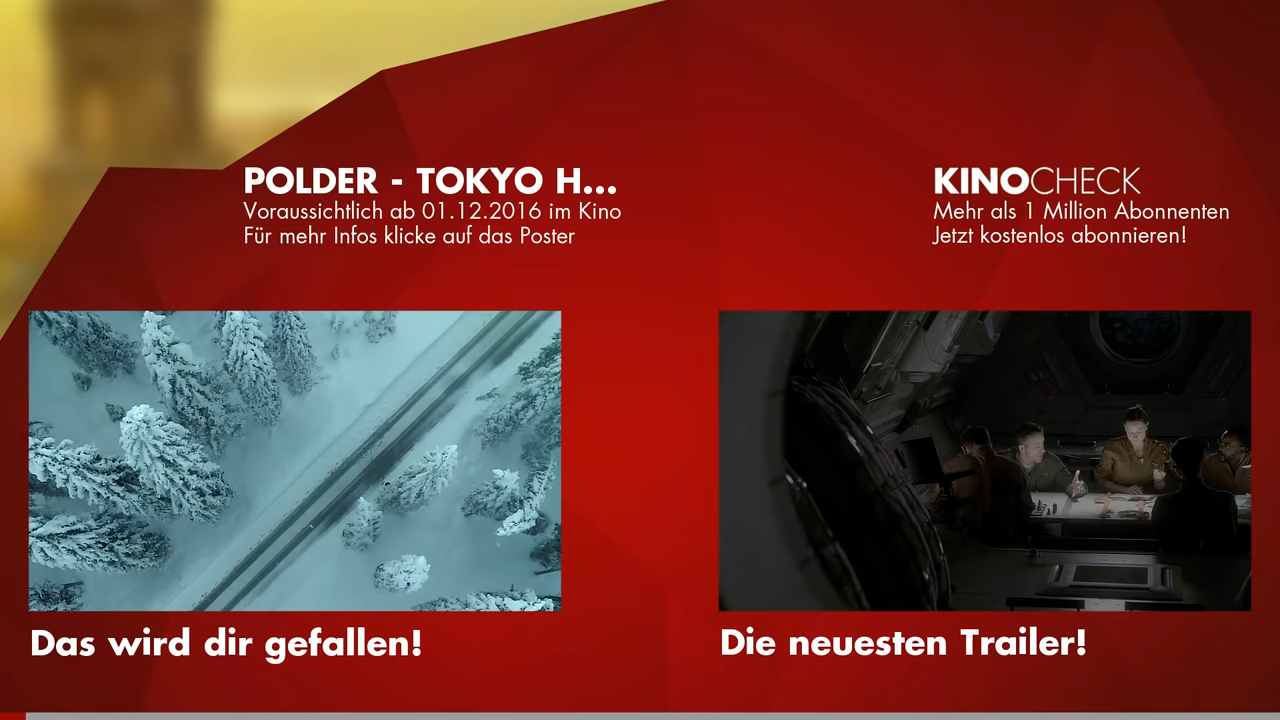 POLDER - TOKYO H...
Voraussichtlich ab 01.12.2016 im Kino
Für mehr Infos klicke auf das Poster
KINOCHECK
Mehr als 1 Million Abonnenten
Jetzt kostenlos abonnieren!
Das wird dir gefallen!
Die neuesten Trailer!